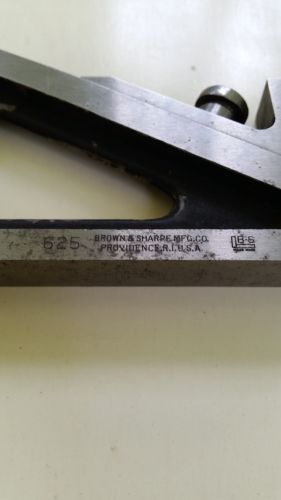 625
BROWN & SHARPE MFG. CO.
PROVIDENCE, R.I. U.S.A.
B-S